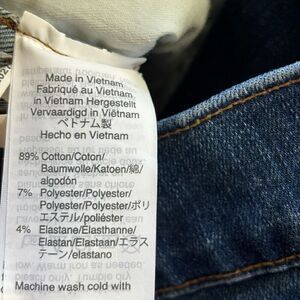 Made in Vietnam
Fabriqué au Vietnam
in Vietnam Hergestellt
Vervaardigd in Viëtnam
ベトナム製
Hecho en Vietnam
89% Cotton/Coton/
Baumwolle/Katoen/綿/
algodón
7% Polyester/Polyester/
Polyester/Polyester/ポリ
エステル/poliéster
4% Elastane/Élasthanne/
Elastan/Elastaan/エラス
テーン/elastano
Machine wash cold with